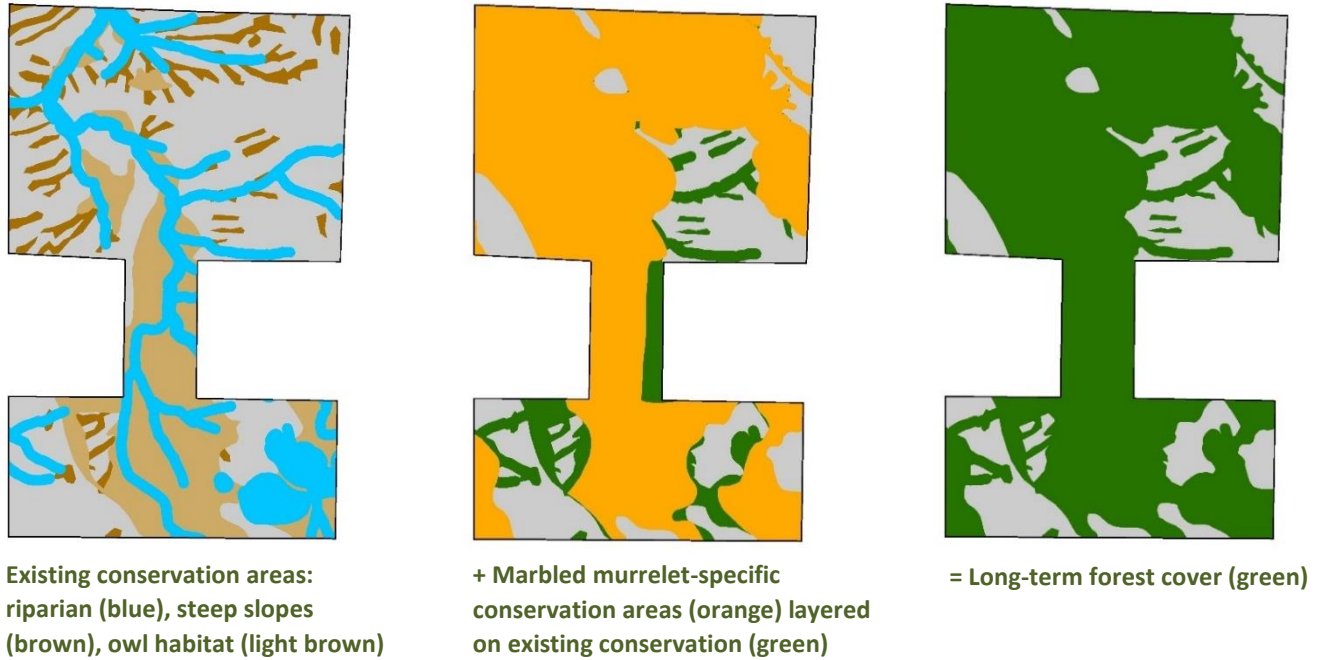 Existing conservation areas:
riparian (blue), steep slopes
(brown), owl habitat (light brown)
+ Marbled murrelet-specific
conservation areas (orange) layered
on existing conservation (green)
= Long-term forest cover (green)